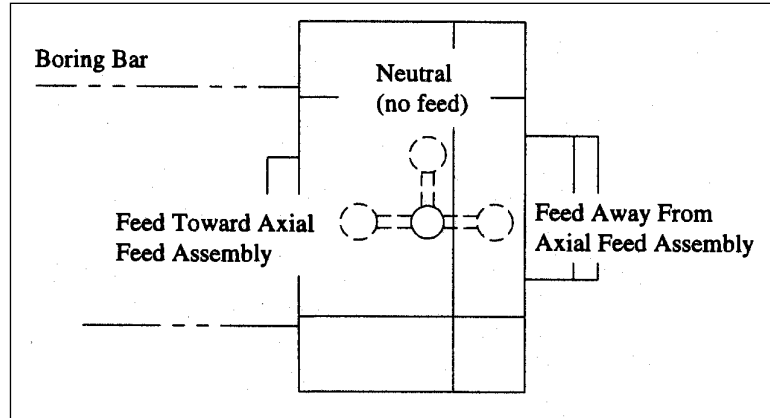 Boring Bar
Neutral
(no feed)
Feed Toward Axial
Feed Assembly
Feed Away From
Axial Feed Assembly